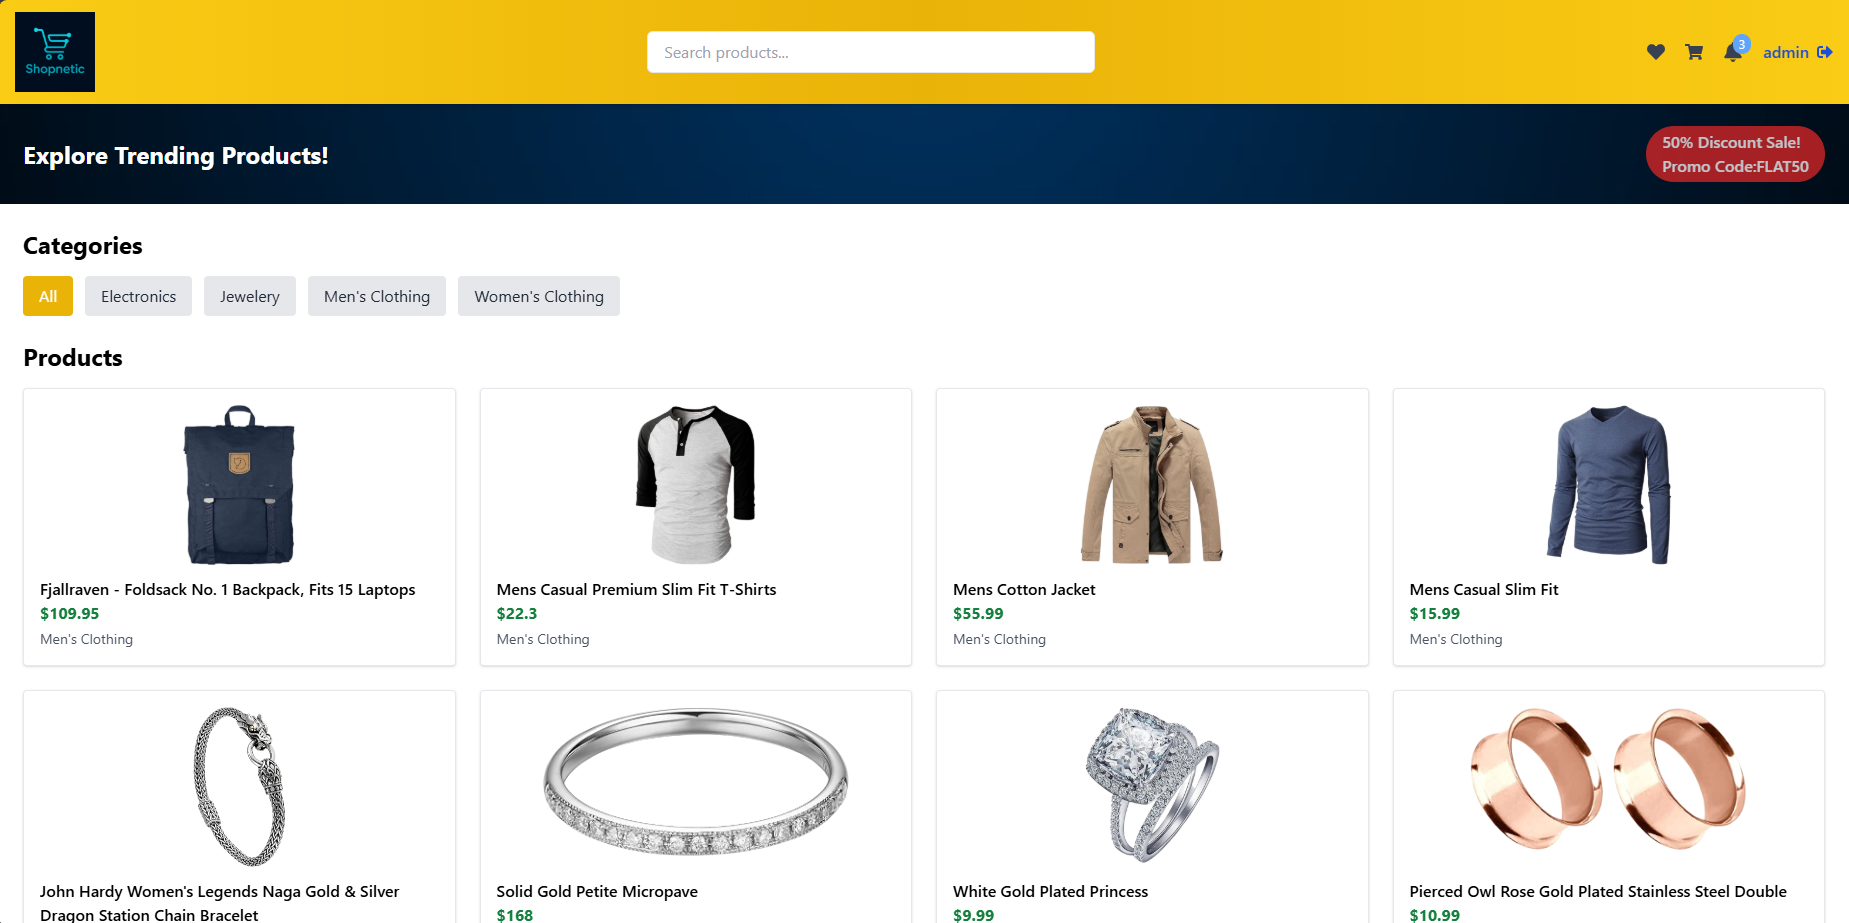 Shopnetic
Search products...
3
admin
Explore Trending Products!
50% Discount Sale!
Promo Code:FLAT50
Categories
All
Electronics
Jewelery
Men's Clothing
Women's Clothing
Products
Fjallraven - Foldsack No. 1 Backpack, Fits 15 Laptops
$109.95
Men's Clothing
Mens Casual Premium Slim Fit T-Shirts
$22.3
Men's Clothing
Mens Cotton Jacket
$55.99
Men's Clothing
Mens Casual Slim Fit
$15.99
Men's Clothing
John Hardy Women's Legends Naga Gold & Silver
Dragon Station Chain Bracelet
Solid Gold Petite Micropave
$168
White Gold Plated Princess
$9.99
Pierced Owl Rose Gold Plated Stainless Steel Double
$10.99